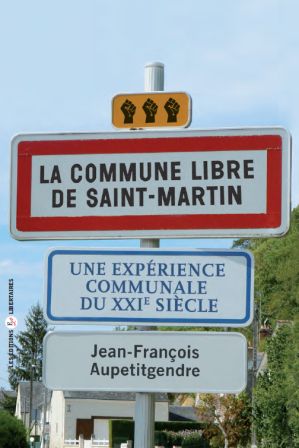 LA COMMUNE LIBRE
DE SAINT-MARTIN
UNE EXPÉRIENCE
COMMUNALE
DU XXIE SIÈCLE
Jean-François
Aupetitgendre
LES ÉDITIONS LIBERTAIRES